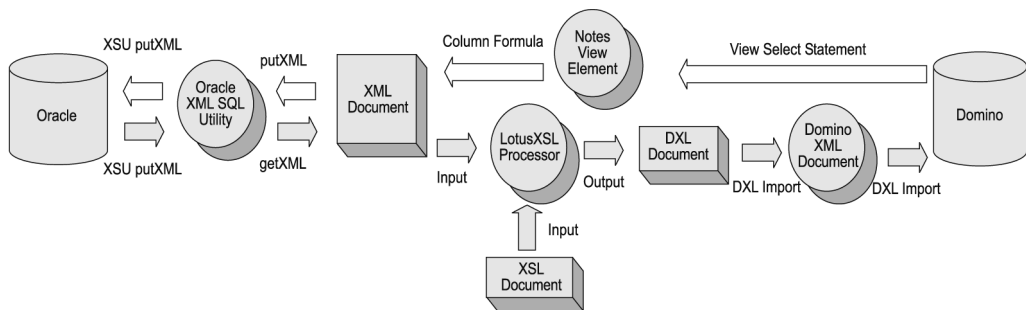 XSU putXML
Oracle
XSU putXML
Oracle
XML SQL
Utility
putXML
getXML
XML
Document
Column Formula
Notes
View
Element
View Select Statement
Input
LotusXSL
Processor
Output
DXL
Document
DXL Import
Domino
XML
Document
DXL Import
Domino
Input
XSL
Document